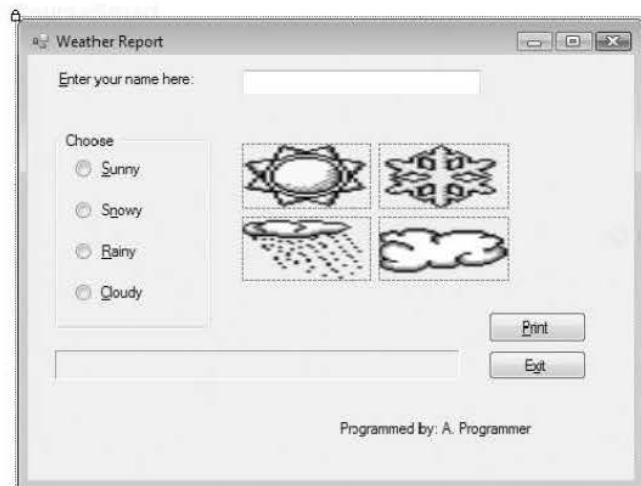 Weather Report
Enter your name here:
Choose
Sunny
Snowy
Rainy
Cloudy
Print
Exit
Programmed by: A. Programmer